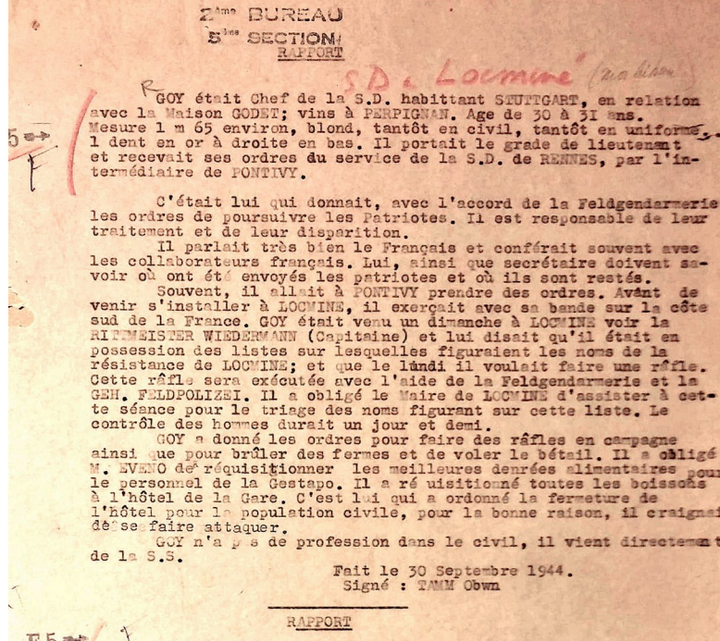 2ème BUREAU
5ème SECTION
RAPPORT
S.D. Locminé
R
GOY était Chef de la S.D. habittant STUTTGART, en relation
avec la Maison GODET; vins à PERPIGNAN. Age de 30 à 31 ans.
Mesure 1 m 65 environ, blond, tantôt en civil, tantôt en uniforme,
1 dent en or à droite en bas. Il portait le grade de lieutenant
et recevait ses ordres du service de la S.D. de RENNES, par l'in-
termédiaire de PONTIVY.
C'était lui qui donnait, avec l'accord de la Feldgendarmerie
les ordres de poursuivre les Patriotes. Il est responsable de leur
traitement et de leur disparition.
Il parlait très bien le Français et conférait souvent avec
les collaborateurs français. Lui, ainsi que secrétaire doivent sa-
voir où ont été envoyés les patriotes et où ils sont restés.
Souvent, il allait à PONTIVY prendre des ordres. Avant de
venir s'installer à LOCMINE, il exerçait avec sa bande sur la côte
sud de la France. GOY était venu un dimanche à LOCMINE voir la
RITTMEISTER WIEDERMANN (Capitaine) et lui disait qu'il était en
possession des listes sur lesquelles figuraient les noms de la
résistance de LOCMINE; et que le lundi il voulait faire une râfle.
Cette râfle sera exécutée avec l'aide de la Feldgendarmerie et la
GEH. FELDPOLIZEI. Il a obligé le Maire de LOCMINE d'assister à cet-
te séance pour le triage des noms figurant sur cette liste. Le
contrôle des hommes durait un jour et demi.
GOY a donné les ordres pour faire des râfles en campagne
ainsi que pour brûler des fermes et de voler le bétail. Il a obligé
M. EVENO de réquisitionner les meilleures denrées alimentaires pour
le personnel de la Gestapo. Il a ré uisitionné toutes les boissons
à l'hôtel de la Gare. C'est lui qui a ordonné la fermeture de
l'hôtel pour la population civile, pour la bonne raison, il craignai
de se faire attaquer.
GOY n'a pas de profession dans le civil, il vient directement
de la S.S.
Fait le 30 Septembre 1944.
Signé : TAMM Obwn
RAPPORT